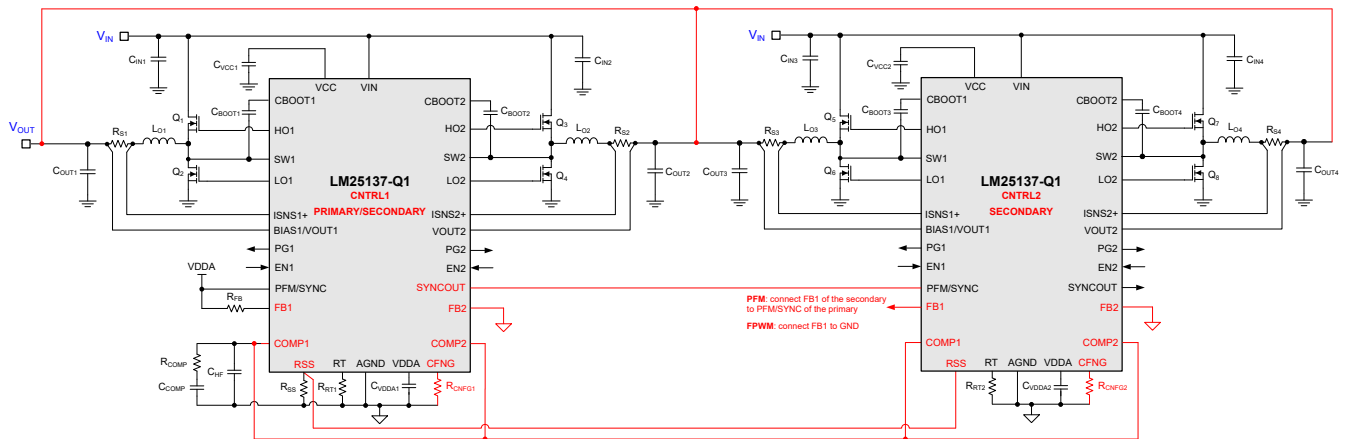 VIN
VIN
CIN1
CVCC1
CIN2
CIN3
CVCC2
CIN4
VCC
VIN
VCC
VIN
CBOOT1
CBOOT2
CBOOT1
CBOOT2
Q1
CBOOT1
CBOOT2
Q3
Q5
CBOOT3
CBOOT4
Q7
VOUT
RS1
LO1
HO1
HO2
LO2
RS2
RS3
LO3
HO1
HO2
LO4
RS4
SW1
SW2
SW1
SW2
COUT1
Q2
LO1
LO2
Q4
COUT2
COUT3
Q6
LO1
LO2
Q8
COUT4
LM25137-Q1
CNTRL1
PRIMARY/SECONDARY
LM25137-Q1
CNTRL2
SECONDARY
ISNS1+
ISNS2+
ISNS1+
ISNS2+
BIAS1/VOUT1
VOUT2
BIAS1/VOUT1
VOUT2
PG1
PG2
PG1
PG2
VDDA
EN1
EN2
EN1
EN2
PFM/SYNC
SYNCOUT
PFM/SYNC
SYNCOUT
RFB
FB1
FB2
PFM: connect FB1 of the secondary
to PFM/SYNC of the primary
FPWM: connect FB1 to GND
FB1
FB2
COMP1
COMP2
COMP1
COMP2
RCOMP
CHF
CCOMP
RSS
RT
AGND
VDDA
CFNG
RSS
RT
AGND
VDDA
CFNG
RSS
RRT1
CVDDA1
RCNFG1
RRT2
CVDDA2
RCNFG2